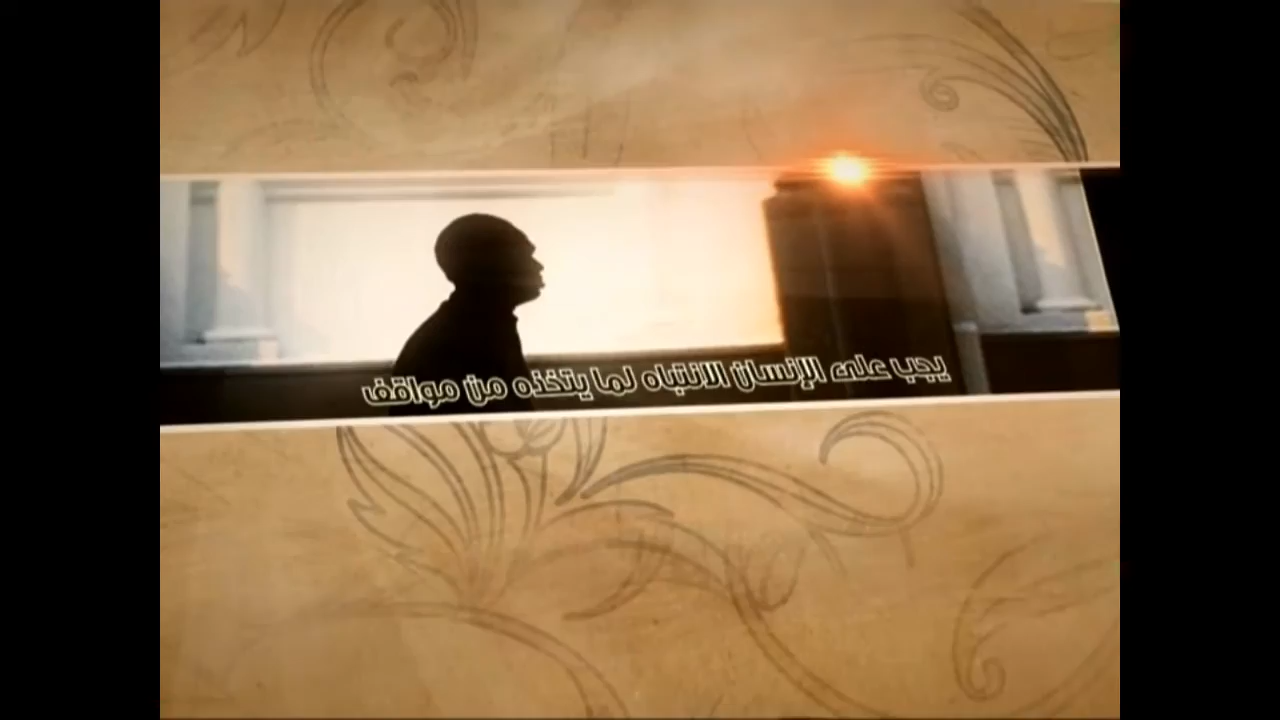 يجب على الإنسان الانتباه لما يتخذه من مواقف